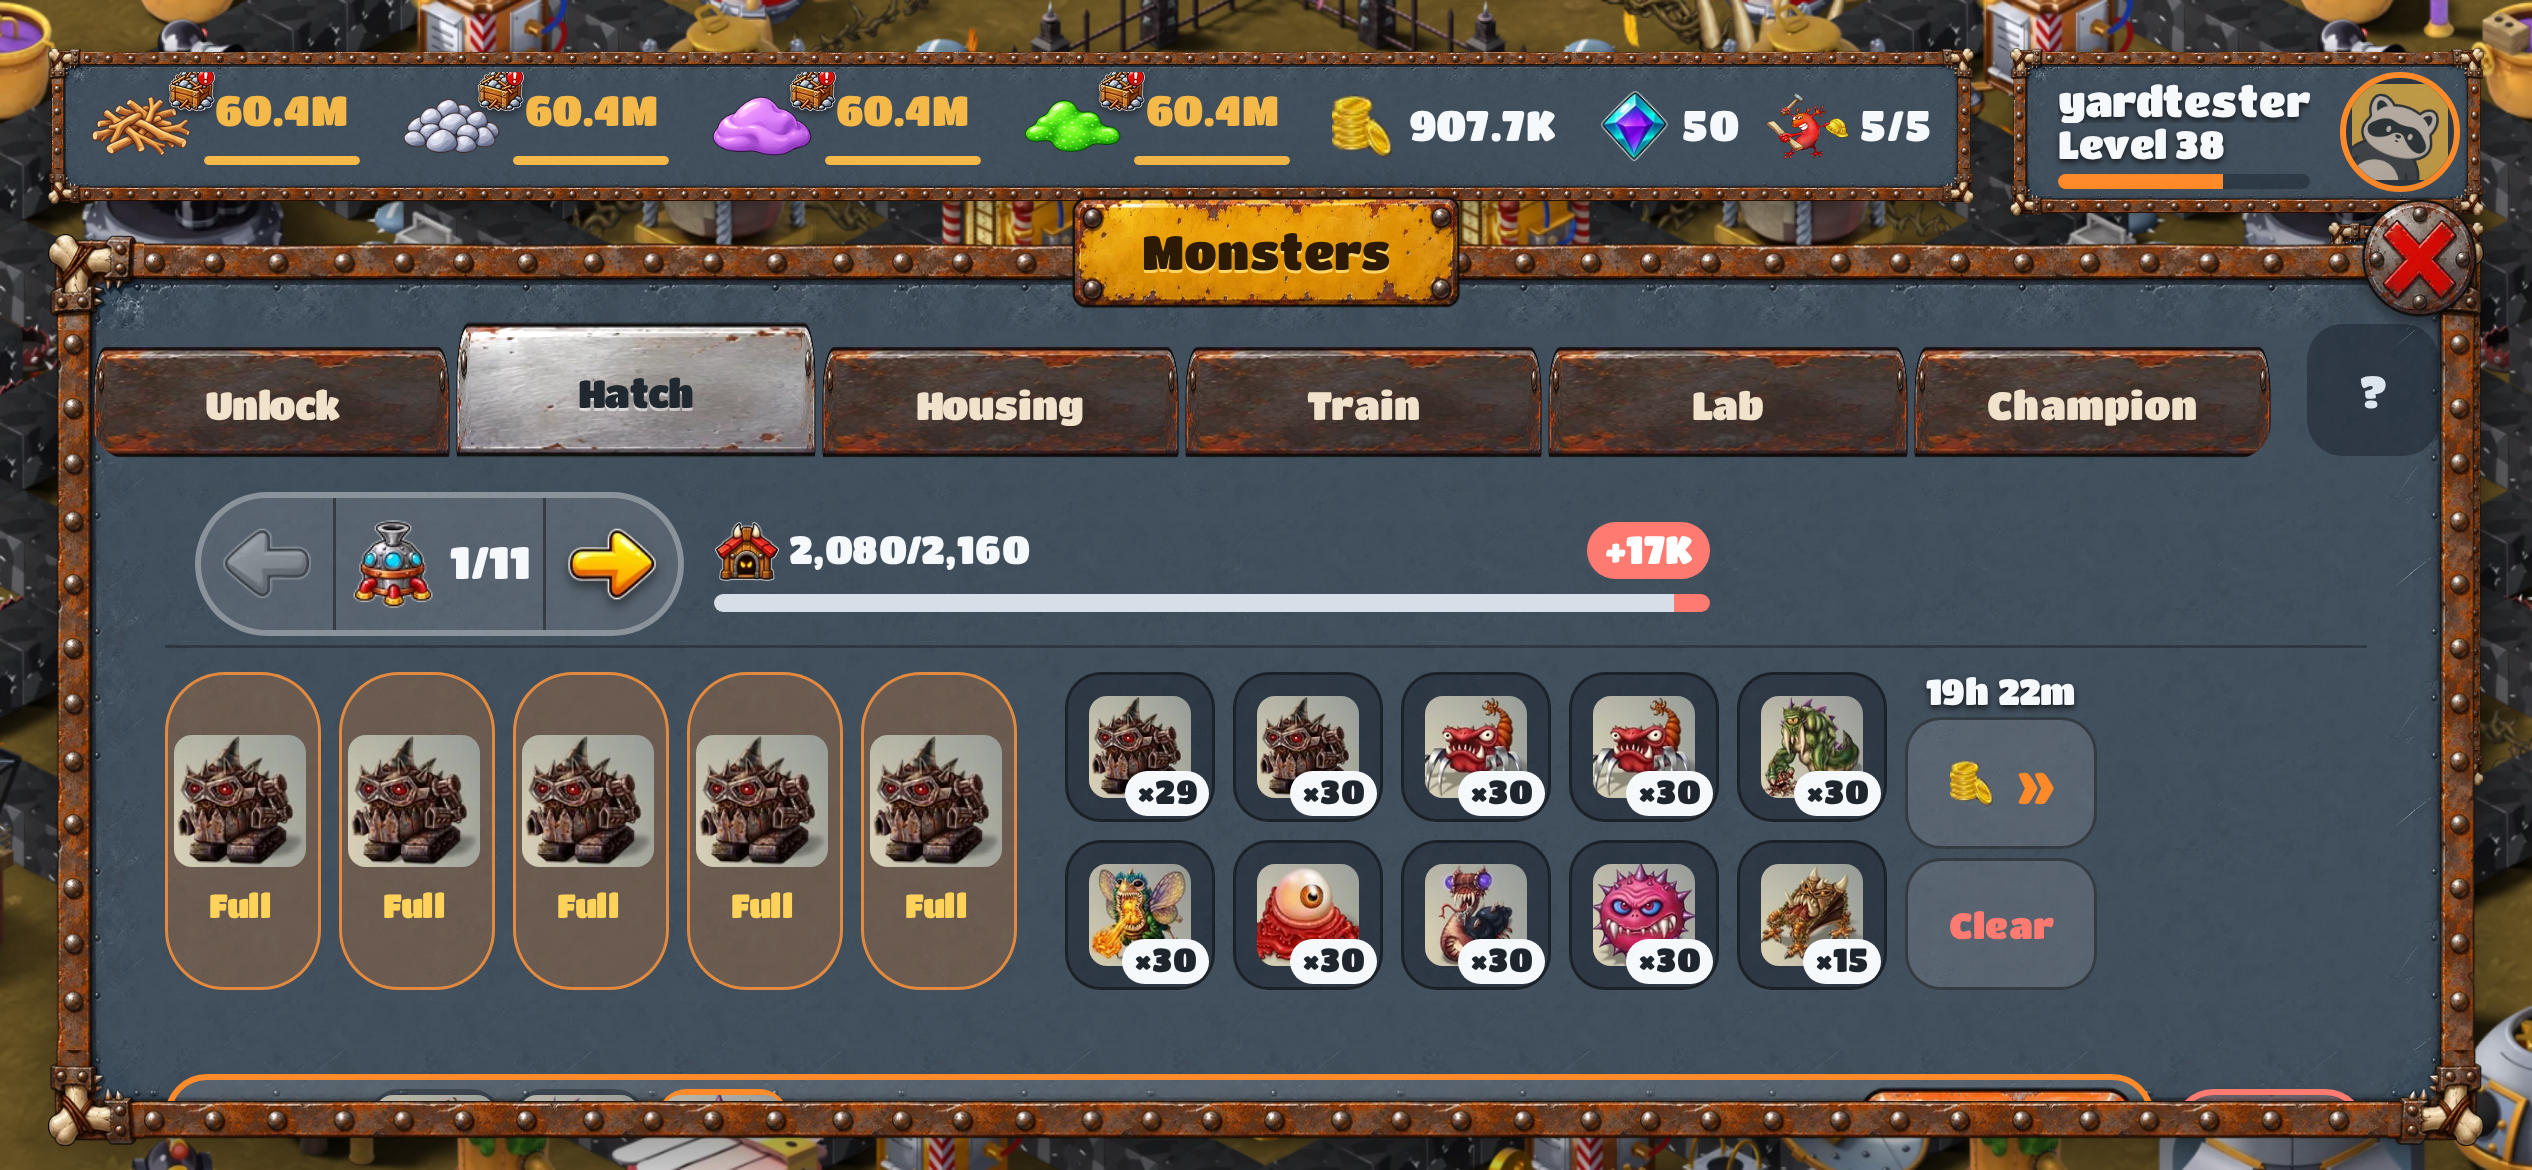 60.4M
60.4M
60.4M
60.4M
907.7K
50
5/5
yardtester
Level 38
Monsters
Unlock
Hatch
Housing
Train
Lab
Champion
?
1/11
2,080/2,160
+17K
Full
Full
Full
Full
Full
×29
×30
×30
×30
×30
19h 22m
×30
×30
×30
×30
×15
Clear